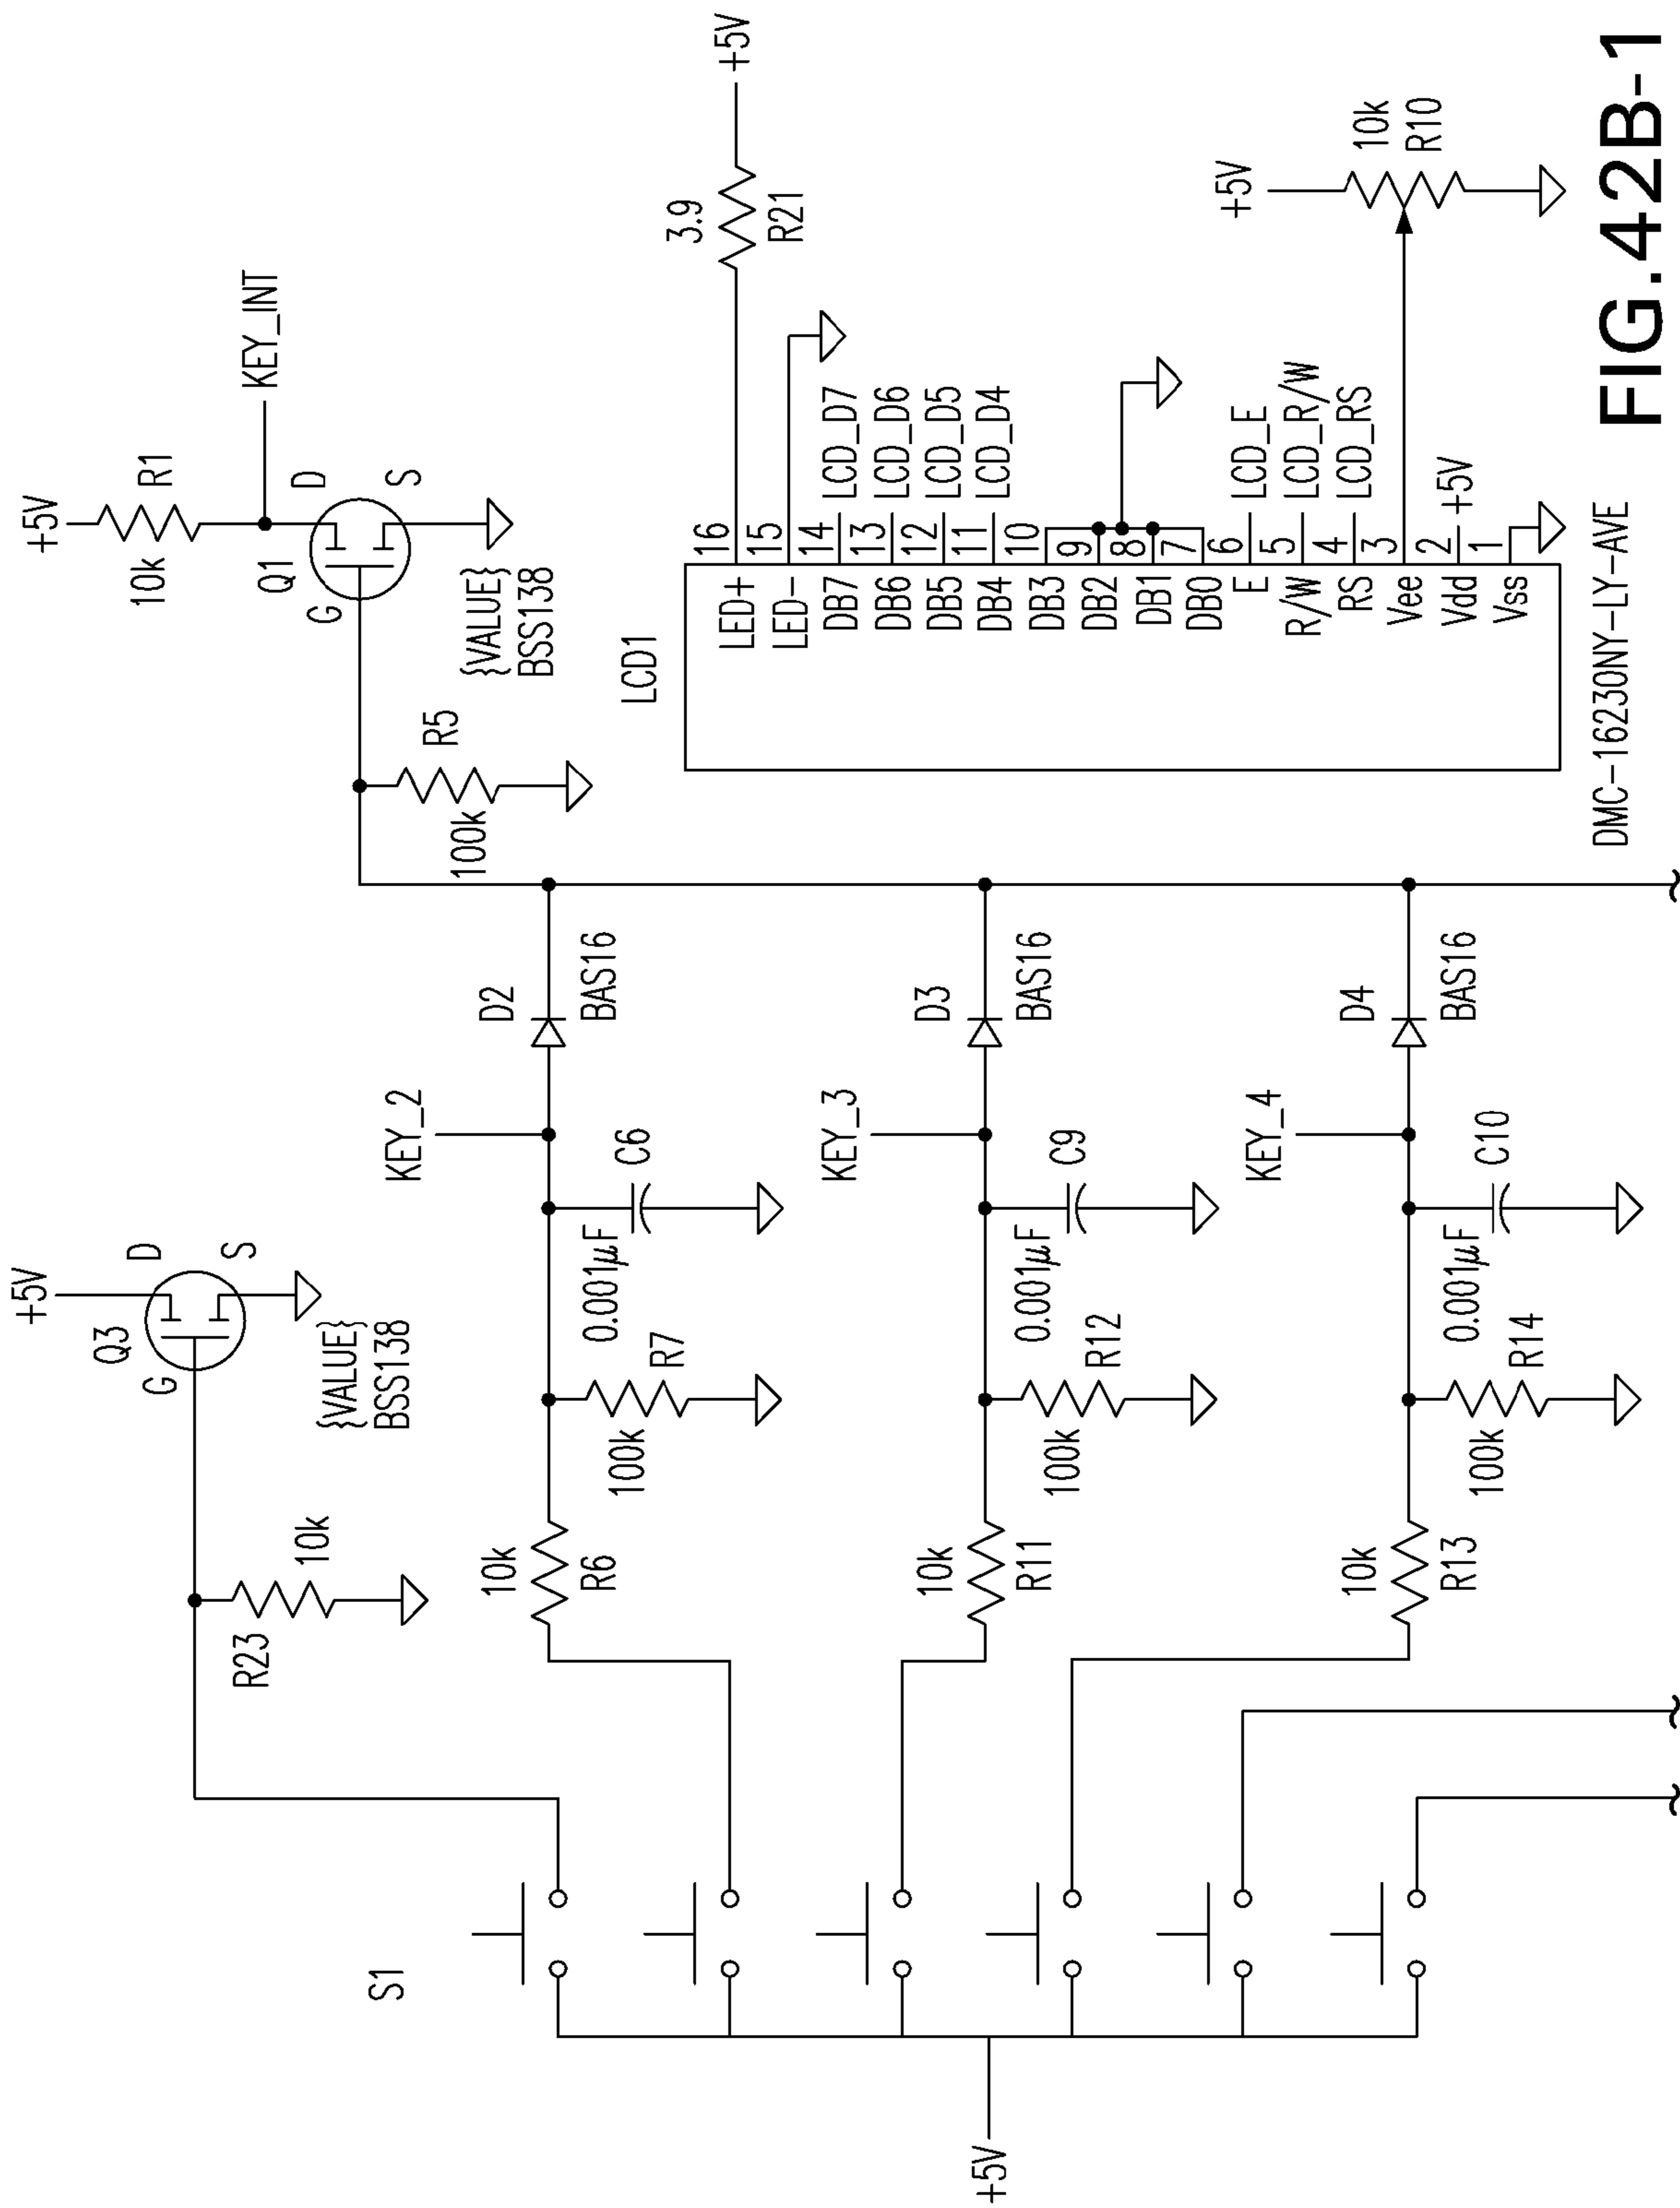 +5V
S1
R23
10k
Q3
+5V
D
S
G
{VALUE}
BSS138
10k
R6
100k
R7
0.001µF
C6
KEY_2
D2
BAS16
10k
R11
100k
R12
0.001µF
C9
KEY_3
D3
BAS16
10k
R13
100k
R14
0.001µF
C10
KEY_4
D4
BAS16
100k
R5
+5V
10k
R1
KEY_INT
Q1
D
S
G
{VALUE}
BSS138
LCD1
LED+ 16
LED- 15
DB7 14 LCD_D7
DB6 13 LCD_D6
DB5 12 LCD_D5
DB4 11 LCD_D4
DB3 10
DB2 9
DB1 8
DB0 7
E 6 LCD_E
R/W 5 LCD_R/W
RS 4 LCD_RS
Vee 3
Vdd 2 +5V
Vss 1
DMC-16230NY-LY-AVE
3.9
R21
+5V
+5V
10k
R10
FIG.42B-1